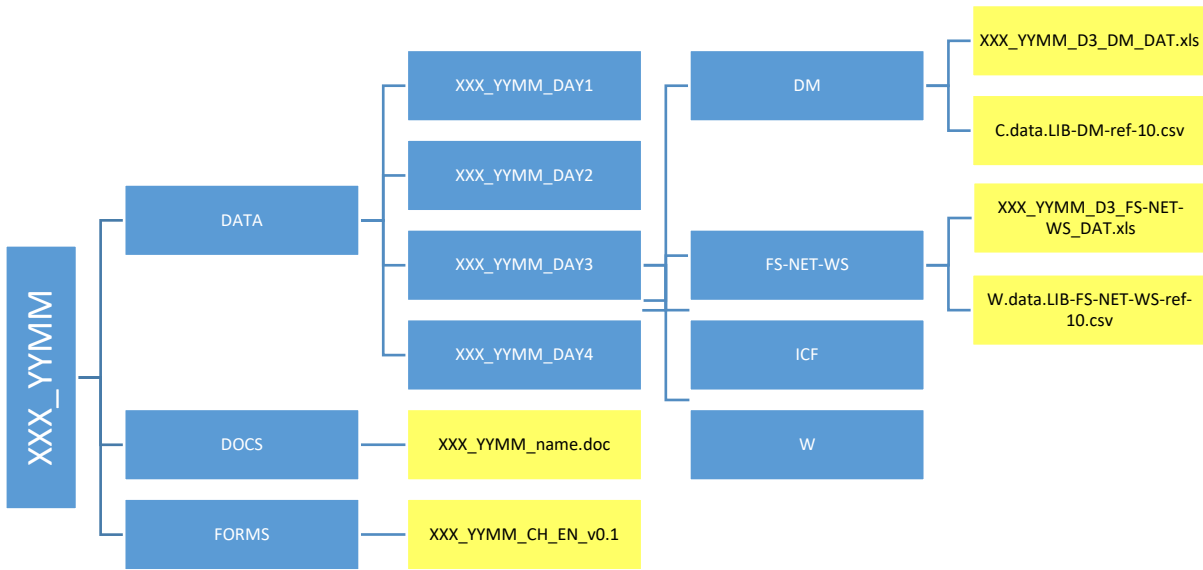 XXX_YYMM
DATA
DOCS
FORMS
XXX_YYMM_DAY1
XXX_YYMM_DAY2
XXX_YYMM_DAY3
XXX_YYMM_DAY4
XXX_YYMM_name.doc
XXX_YYMM_CH_EN_v0.1
DM
FS-NET-WS
ICF
W
XXX_YYMM_D3_DM_DAT.xls
C.data.LIB-DM-ref-10.csv
XXX_YYMM_D3_FS-NET-
WS_DAT.xls
W.data.LIB-FS-NET-WS-ref-
10.csv